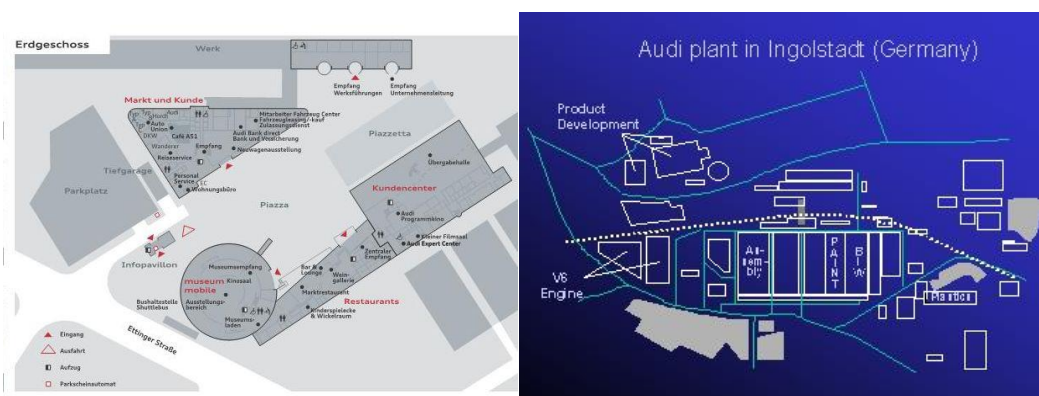 Erdgeschoss
Werk
Empfang
Werksführungen
Empfang
Unternehmensleitung
Markt und Kunde
Audi
Auto
Union
DKW
Wanderer
Café A51
Reiseservice
Empfang
Personal
Service
Wohnungsbüro
Mitarbeiter Fahrzeug Center
Fahrzeugleasing/-kauf
Zulassungsdienst
Audi Bank direct
Bank und Versicherung
Neuwagenausstellung
Piazzetta
Tiefgarage
Parkplatz
Piazza
Übergabehalle
Kundencenter
Audi
Programmkino
Kleiner Filmsaal
Audi Expert Center
Zentraler
Empfang
Infopavillon
Museumsempfang
Kinosaal
museum
mobile
Ausstellungs-
bereich
Museums-
laden
Bar &
Lounge
Wein-
gallerie
Marktrestaurant
Restaurants
Kinderspielecke
& Wickelraum
Bushaltestelle
Shuttlebus
Ettinger Straße
Eingang
Ausfahrt
Aufzug
Parkscheinautomat
Audi plant in Ingolstadt (Germany)
Product
Development
V6
Engine
As-
sem-
bly
PAINT
BIW